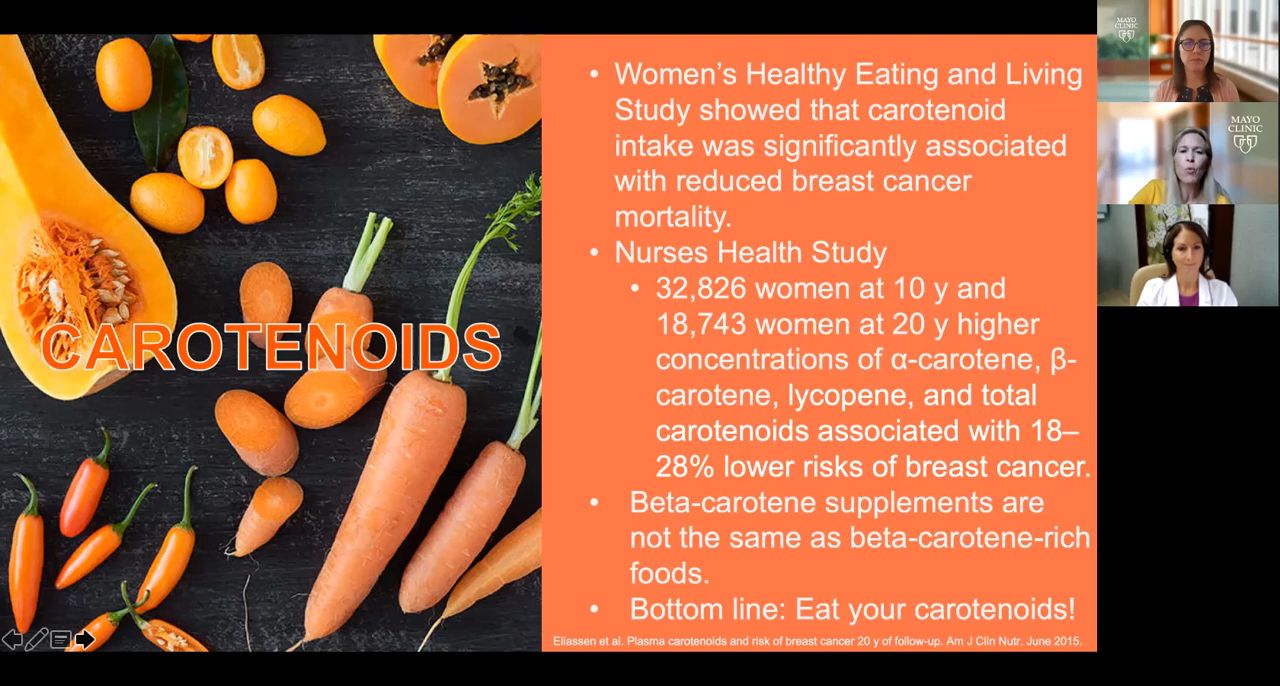 CAROTENOIDS
• Women’s Healthy Eating and Living
Study showed that carotenoid
intake was significantly associated
with reduced breast cancer
mortality.
• Nurses Health Study
• 32,826 women at 10 y and
18,743 women at 20 y higher
concentrations of α-carotene, β-
carotene, lycopene, and total
carotenoids associated with 18–
28% lower risks of breast cancer.
• Beta-carotene supplements are
not the same as beta-carotene-rich
foods.
• Bottom line: Eat your carotenoids!
Eliassen et al. Plasma carotenoids and risk of breast cancer 20 y of follow-up. Am J Clin Nutr. June 2015.
MAYO
CLINIC
MAYO
CLINIC